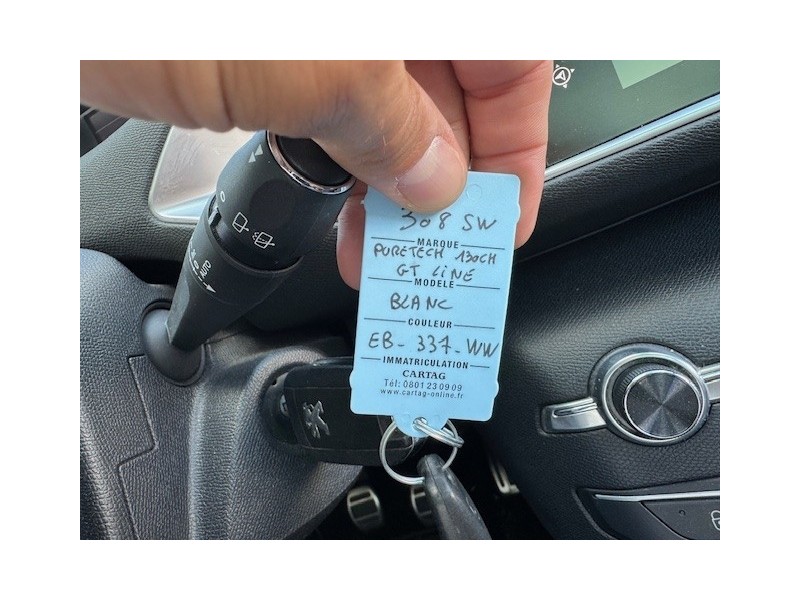 308 SW
MARQUE
PURETECH 130CH
GT LINE
MODELE
BLANC
COULEUR
EB-337-WW
IMMATRICULATION
CARTAG
Tél: 0801 23 09 09
www.cartag-online.fr
AUTO